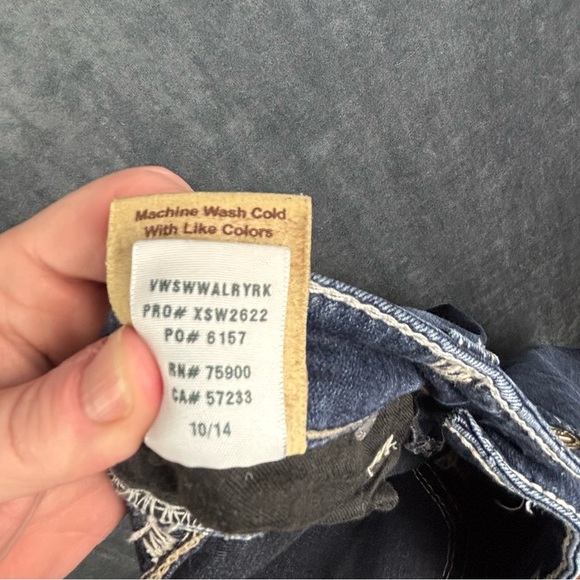 Machine Wash Cold
With Like Colors
VWSWWALRYRK
PRO# XSW2622
PO# 6157
RN# 75900
CA# 57233
10/14